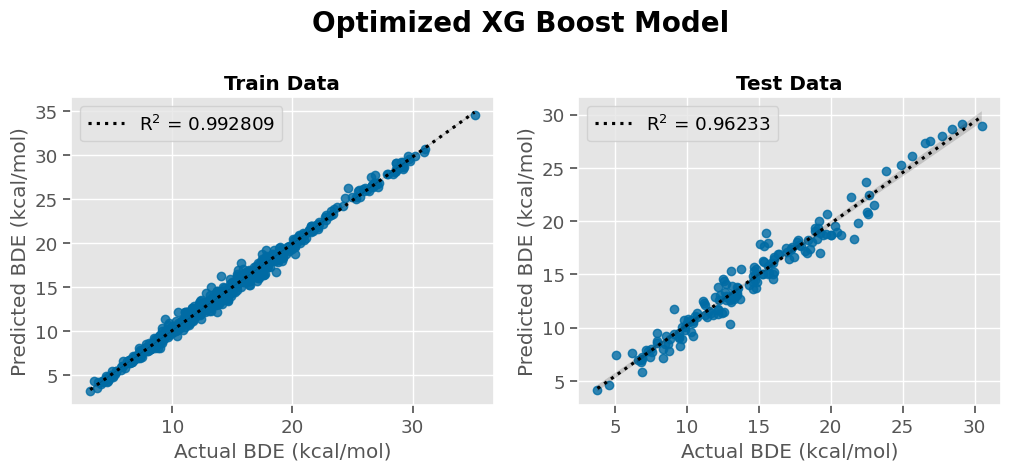 Optimized XG Boost Model
Train Data
R² = 0.992809
35
30
25
20
15
10
5
10
20
30
Predicted BDE (kcal/mol)
Actual BDE (kcal/mol)
Test Data
R² = 0.96233
30
25
20
15
10
5
5
10
15
20
25
30
Predicted BDE (kcal/mol)
Actual BDE (kcal/mol)